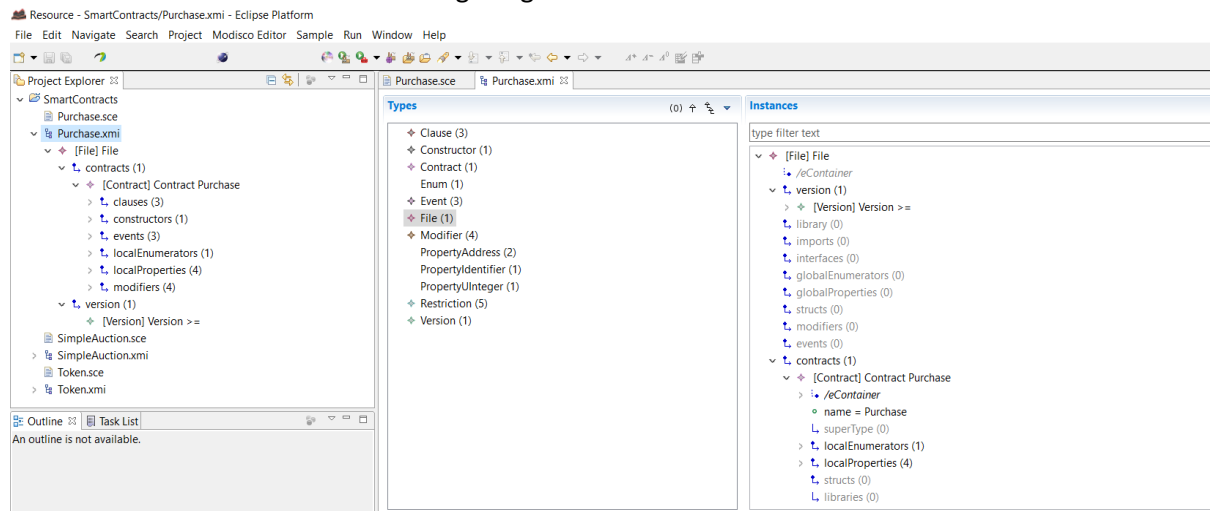 Resource - SmartContracts/Purchase.xmi - Eclipse Platform
File Edit Navigate Search Project Modisco Editor Sample Run Window Help
Project Explorer
SmartContracts
Purchase.sce
Purchase.xmi
[File] File
contracts (1)
[Contract] Contract Purchase
clauses (3)
constructors (1)
events (3)
localEnumerators (1)
localProperties (4)
modifiers (4)
version (1)
[Version] Version >=
SimpleAuction.sce
SimpleAuction.xmi
Token.sce
Token.xmi
Outline Task List
An outline is not available.
Purchase.sce Purchase.xmi
Types (0)
Clause (3)
Constructor (1)
Contract (1)
Enum (1)
Event (3)
File (1)
Modifier (4)
PropertyAddress (2)
PropertyIdentifier (1)
PropertyUInteger (1)
Restriction (5)
Version (1)
Instances
type filter text
[File] File
/eContainer
version (1)
[Version] Version >=
library (0)
imports (0)
interfaces (0)
globalEnumerators (0)
globalProperties (0)
structs (0)
modifiers (0)
events (0)
contracts (1)
[Contract] Contract Purchase
/eContainer
name = Purchase
superType (0)
localEnumerators (1)
localProperties (4)
structs (0)
libraries (0)